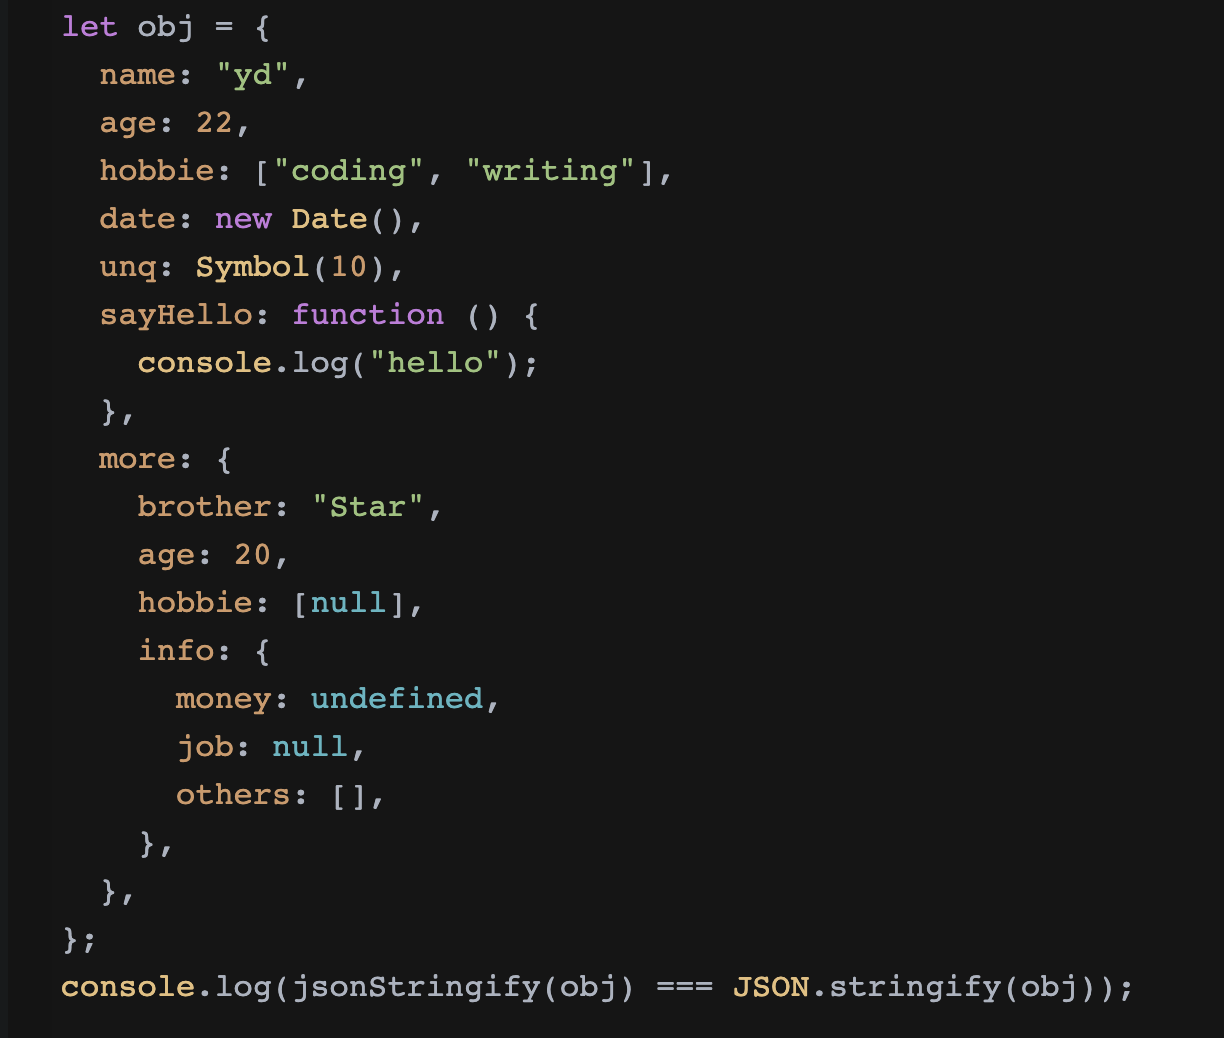 let obj = {
  name: "yd",
  age: 22,
  hobbie: ["coding", "writing"],
  date: new Date(),
  unq: Symbol(10),
  sayHello: function () {
    console.log("hello");
  },
  more: {
    brother: "Star",
    age: 20,
    hobbie: [null],
    info: {
      money: undefined,
      job: null,
      others: [],
    },
  },
};
console.log(jsonStringify(obj) === JSON.stringify(obj));